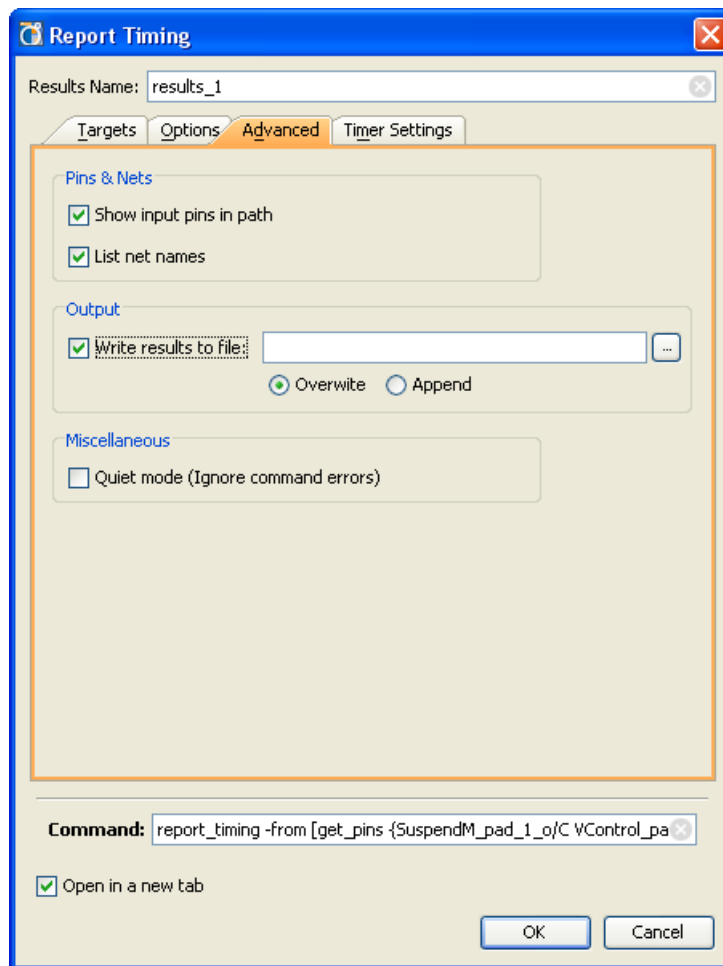 Report Timing
Results Name: results_1
Targets Options Advanced Timer Settings
Pins & Nets
Show input pins in path
List net names
Output
Write results to file: ...
Overwite Append
Miscellaneous
Quiet mode (Ignore command errors)
Command: report_timing -from [get_pins -{SuspendM_pad_1_o/C VControl_pa
Open in a new tab
OK Cancel